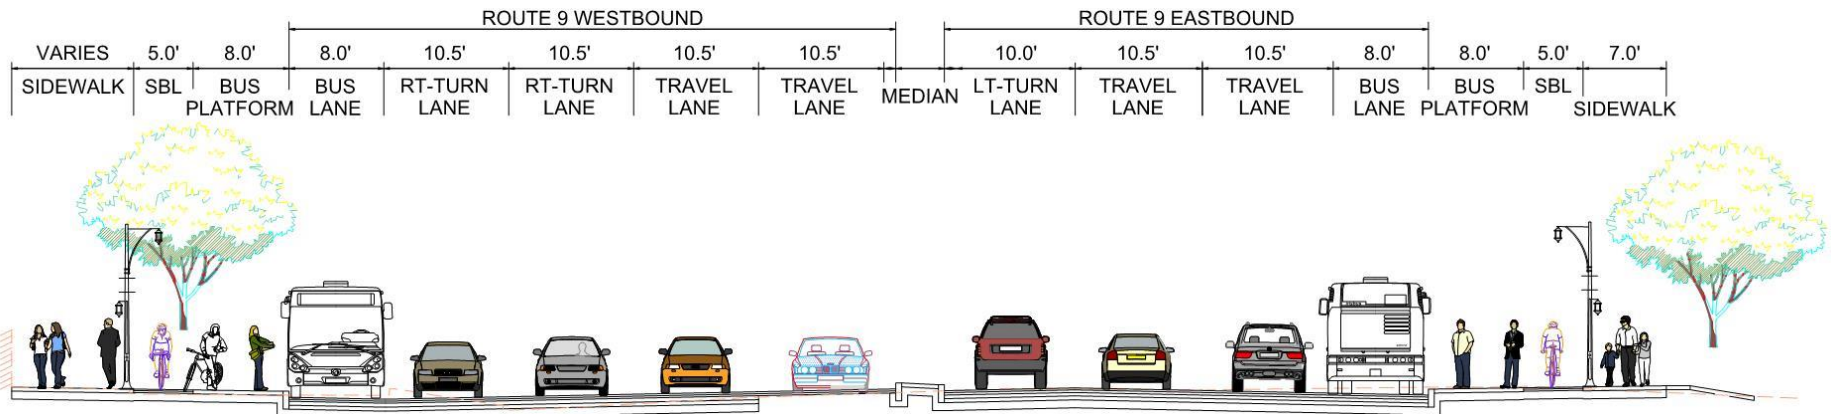 ROUTE 9 WESTBOUND
ROUTE 9 EASTBOUND
VARIES 5.0' 8.0' 8.0' 10.5' 10.5' 10.5' 10.5' 10.0' 10.5' 10.5' 8.0' 8.0' 5.0' 7.0'
SIDEWALK SBL BUS PLATFORM BUS LANE RT-TURN LANE RT-TURN LANE TRAVEL LANE TRAVEL LANE MEDIAN LT-TURN LANE TRAVEL LANE TRAVEL LANE BUS LANE BUS PLATFORM SBL SIDEWALK